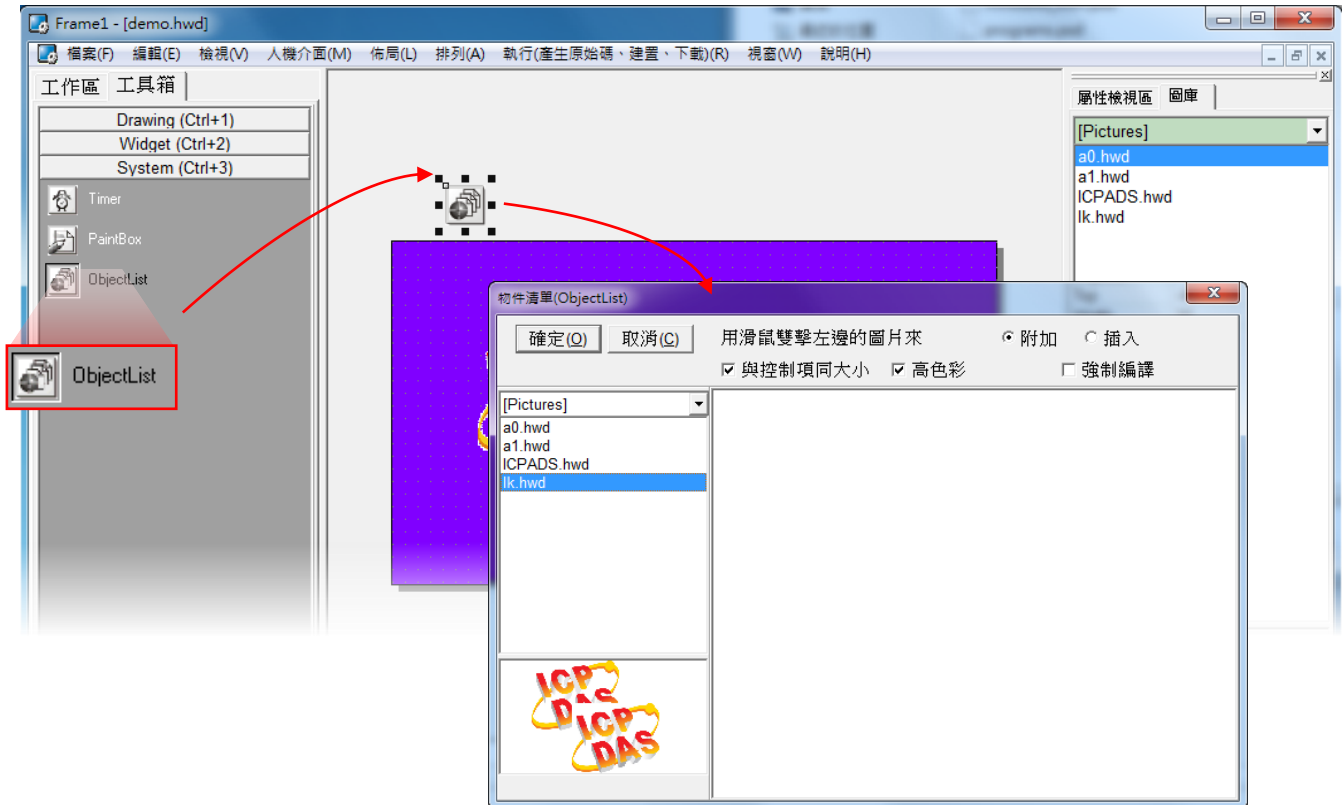 Frame1 - [demo.hwd]
檔案(F) 編輯(E) 檢視(V) 人機介面(M) 佈局(L) 排列(A) 執行(產生原始碼、建置、下載)(R) 視窗(W) 說明(H)
工作區 工具箱
Drawing (Ctrl+1)
Widget (Ctrl+2)
System (Ctrl+3)
Timer
PaintBox
ObjectList
ObjectList
屬性檢視區 圖庫
[Pictures]
a0.hwd
a1.hwd
ICPADS.hwd
lk.hwd
物件清單(ObjectList)
確定(O) 取消(C) 用滑鼠雙擊左邊的圖片來 附加 插入
與控制項同大小 高色彩 強制編譯
[Pictures]
a0.hwd
a1.hwd
ICPADS.hwd
lk.hwd
ICP
DAS
ICP
DAS